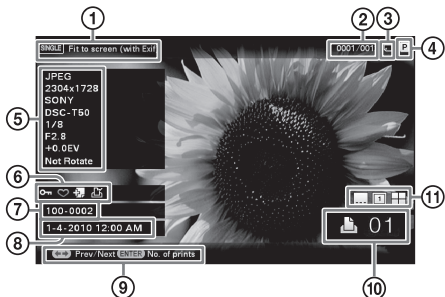 ① ② ③ ④
SINGLE Fit to screen (with Exif
0001/001
P
⑤
JPEG
2304x1728
SONY
DSC-T50
1/8
F2.8
+0.0EV
Not Rotate
⑥
⑦ 100-0002
⑧ 1-4-2010 12:00 AM
Prev/Next ENTER No. of prints
1
⑪
01
⑨ ⑩